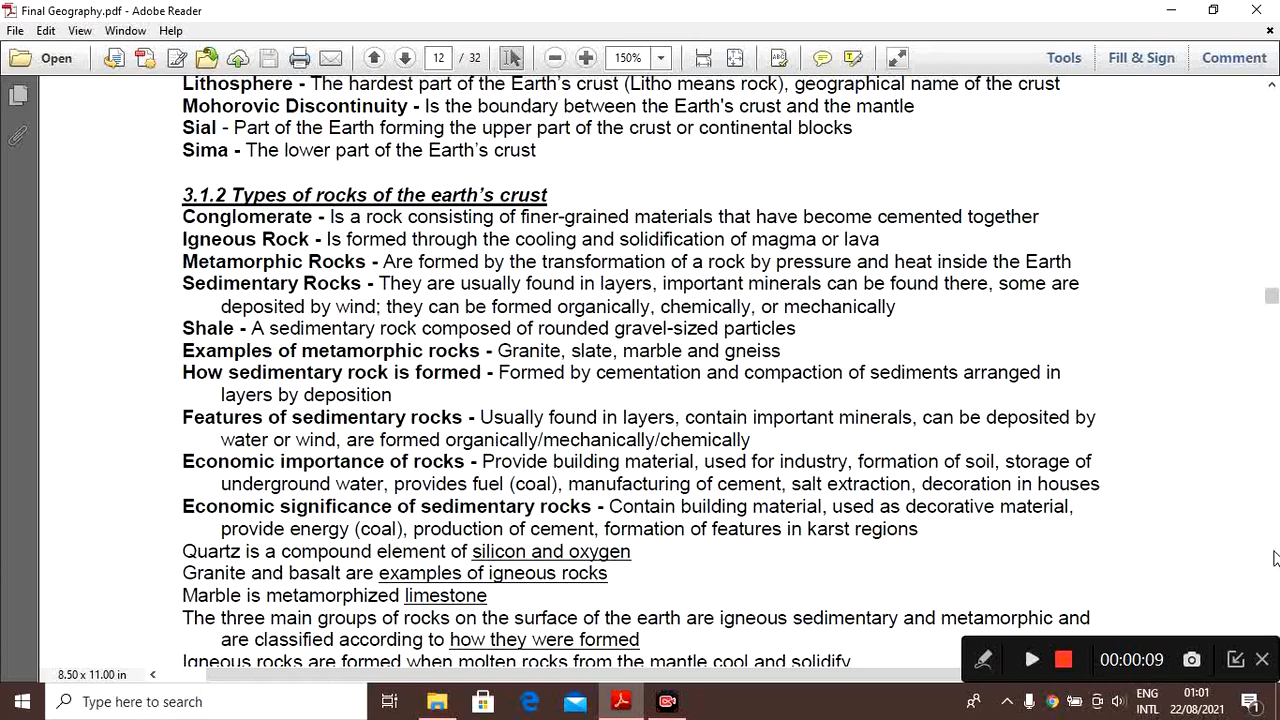 Final Geography.pdf - Adobe Reader
File Edit View Window Help
Open 12 / 32 150% Tools Fill & Sign Comment
Lithosphere - The hardest part of the Earth's crust (Litho means rock), geographical name of the crust
Mohorovic Discontinuity - Is the boundary between the Earth's crust and the mantle
Sial - Part of the Earth forming the upper part of the crust or continental blocks
Sima - The lower part of the Earth's crust
3.1.2 Types of rocks of the earth's crust
Conglomerate - Is a rock consisting of finer-grained materials that have become cemented together
Igneous Rock - Is formed through the cooling and solidification of magma or lava
Metamorphic Rocks - Are formed by the transformation of a rock by pressure and heat inside the Earth
Sedimentary Rocks - They are usually found in layers, important minerals can be found there, some are
deposited by wind; they can be formed organically, chemically, or mechanically
Shale - A sedimentary rock composed of rounded gravel-sized particles
Examples of metamorphic rocks - Granite, slate, marble and gneiss
How sedimentary rock is formed - Formed by cementation and compaction of sediments arranged in
layers by deposition
Features of sedimentary rocks - Usually found in layers, contain important minerals, can be deposited by
water or wind, are formed organically/mechanically/chemically
Economic importance of rocks - Provide building material, used for industry, formation of soil, storage of
underground water, provides fuel (coal), manufacturing of cement, salt extraction, decoration in houses
Economic significance of sedimentary rocks - Contain building material, used as decorative material,
provide energy (coal), production of cement, formation of features in karst regions
Quartz is a compound element of silicon and oxygen
Granite and basalt are examples of igneous rocks
Marble is metamorphized limestone
The three main groups of rocks on the surface of the earth are igneous sedimentary and metamorphic and
are classified according to how they were formed
Igneous rocks are formed when molten rocks from the mantle cool and solidify
00:00:09
8.50 x 11.00 in
Type here to search
ENG
INTL
01:01
22/08/2021
1